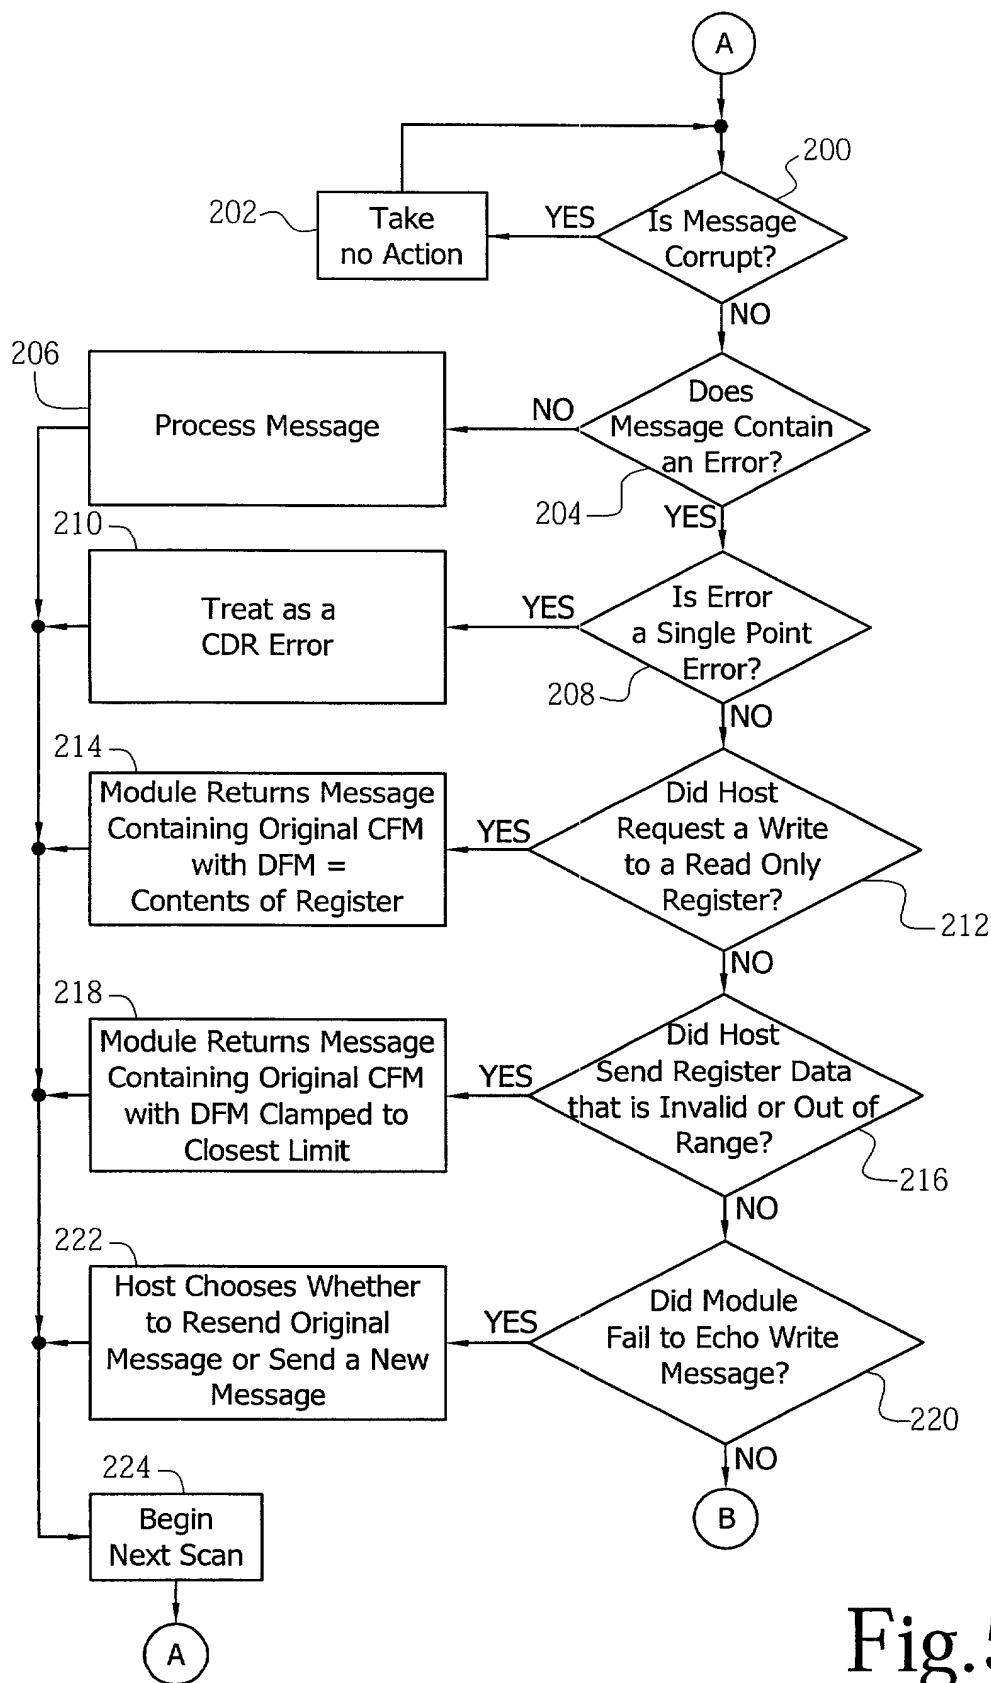 A
200
202
Take
no Action
YES
Is Message
Corrupt?
NO
206
Process Message
NO
Does
Message Contain
an Error?
204
YES
210
Treat as a
CDR Error
YES
Is Error
a Single Point
Error?
208
NO
214
Module Returns Message
Containing Original CFM
with DFM =
Contents of Register
YES
Did Host
Request a Write
to a Read Only
Register?
212
NO
218
Module Returns Message
Containing Original CFM
with DFM Clamped to
Closest Limit
YES
Did Host
Send Register Data
that is Invalid or Out of
Range?
216
NO
222
Host Chooses Whether
to Resend Original
Message or Send a New
Message
YES
Did Module
Fail to Echo Write
Message?
220
NO
224
Begin
Next Scan
B
A
Fig.5